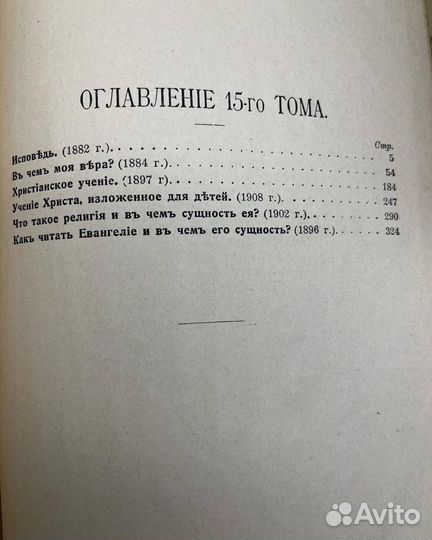 ОГЛАВЛЕНІЕ 15-го ТОМА.
Стр.
Исповѣдь. (1882 г.). . . . . . . . . . . . . . . . . . . . . . . 5
Въ чемъ моя вѣра? (1884 г.) . . . . . . . . . . . . . . . . . . 54
Христіанское ученіе. (1897 г). . . . . . . . . . . . . . . . . . 184
Ученіе Христа, изложенное для дѣтей. (1908 г.) . . . . . . . 247
Что такое религія и въ чемъ сущность ея? (1902 г.) . . . . . 290
Какъ читать Евангеліе и въ чемъ его сущность? (1896 г.). . . . . 324
Avito